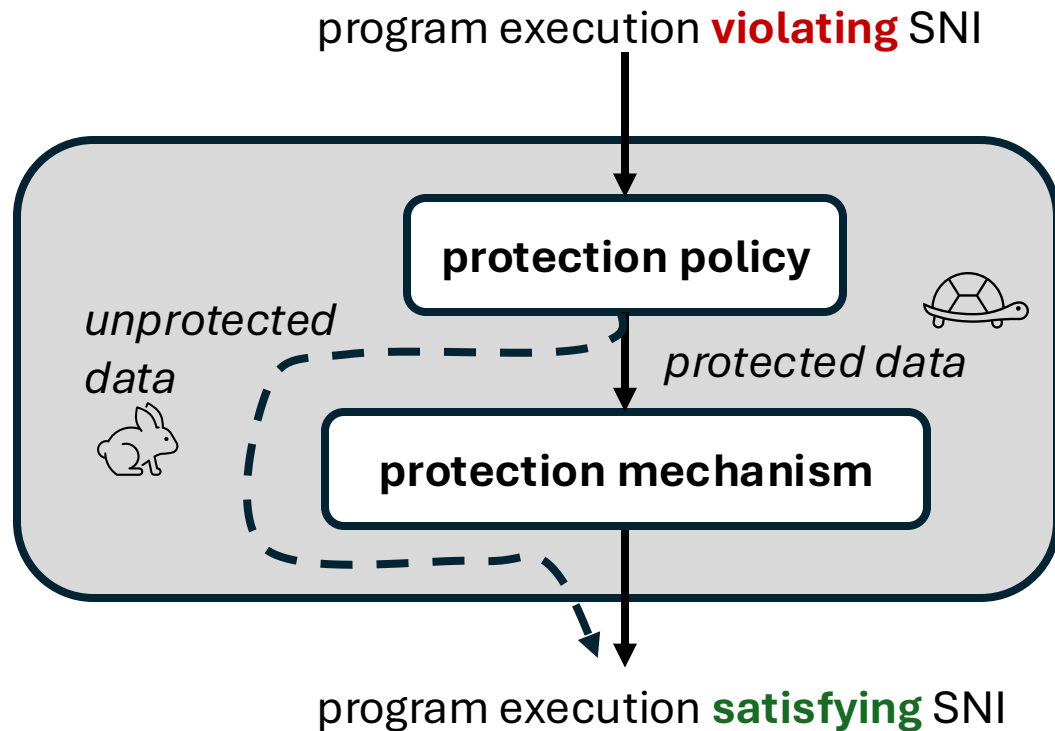 program execution violating SNI
protection policy
unprotected
data
protected data
protection mechanism
program execution satisfying SNI